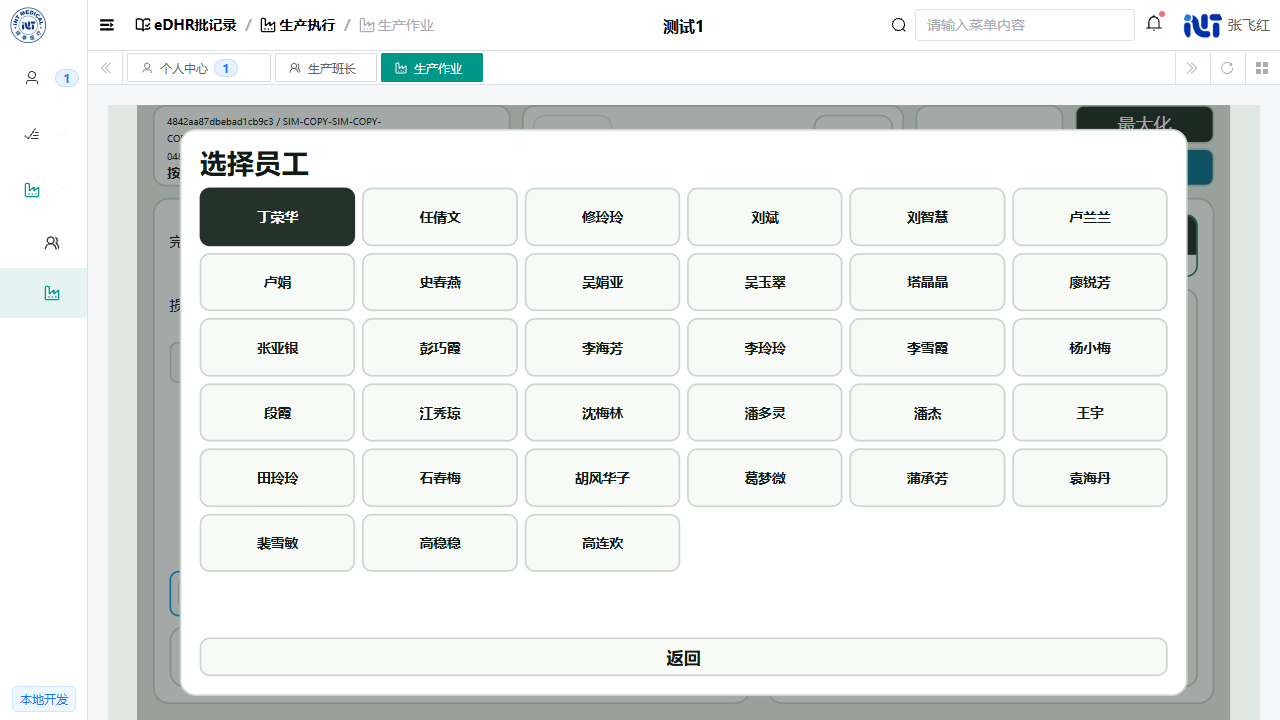 eDHR批记录 / 生产执行 / 生产作业
测试1
请输入菜单内容
张飞红
1
个人中心 1
生产班长
生产作业
4842aa87dbebad1cb9c3 / SIM-COPY-SIM-COPY-
最大化
选择员工
丁荣华 任倩文 修玲玲 刘斌 刘智慧 卢兰兰
卢娟 史春燕 吴娟亚 吴玉翠 塔晶晶 廖锐芳
张亚银 彭巧霞 李海芳 李玲玲 李雪霞 杨小梅
段霞 江秀琼 沈梅林 潘多灵 潘杰 王宇
田玲玲 石春梅 胡风华子 葛梦微 蒲承芳 袁海丹
裴雪敏 高稳稳 高连欢
返回
本地开发